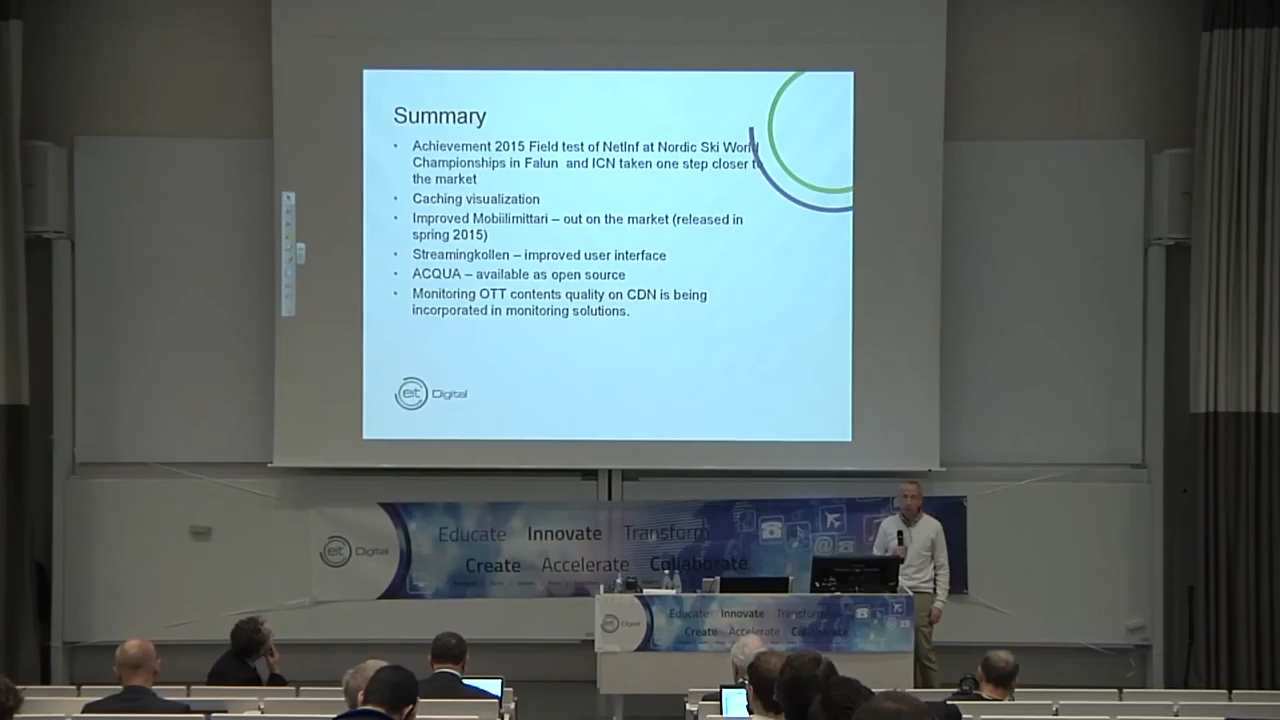 Summary
• Achievement 2015 Field test of NetInf at Nordic Ski World
Championships in Falun and ICN taken one step closer to
the market
• Caching visualization
• Improved Mobiilimittari – out on the market (released in
spring 2015)
• Streamingkollen – improved user interface
• ACQUA – available as open source
• Monitoring OTT contents quality on CDN is being
incorporated in monitoring solutions.
eit Digital
Educate Innovate Transform
eit Digital
Create Accelerate Collaborate
Educate Innovate Transform
eit Digital
Create Accelerate Collaborate